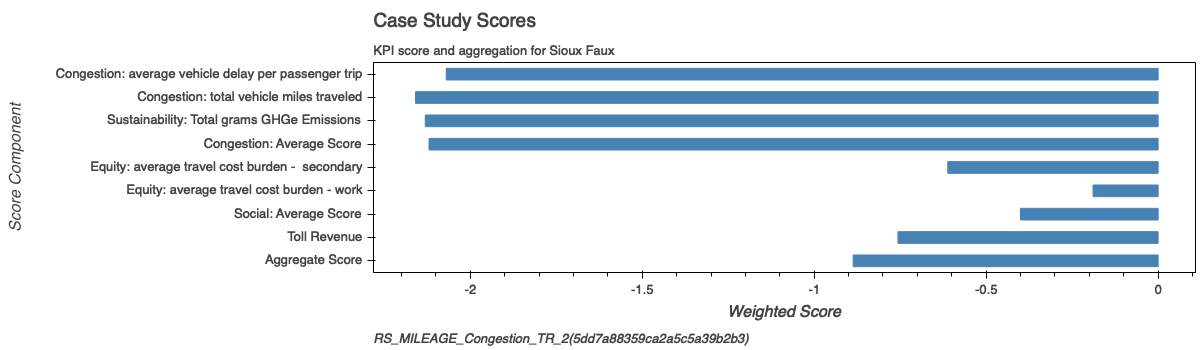 Case Study Scores
KPI score and aggregation for Sioux Faux
Score Component
Congestion: average vehicle delay per passenger trip
Congestion: total vehicle miles traveled
Sustainability: Total grams GHGe Emissions
Congestion: Average Score
Equity: average travel cost burden -  secondary
Equity: average travel cost burden - work
Social: Average Score
Toll Revenue
Aggregate Score
-2 -1.5 -1 -0.5 0
Weighted Score
RS_MILEAGE_Congestion_TR_2(5dd7a88359ca2a5c5a39b2b3)